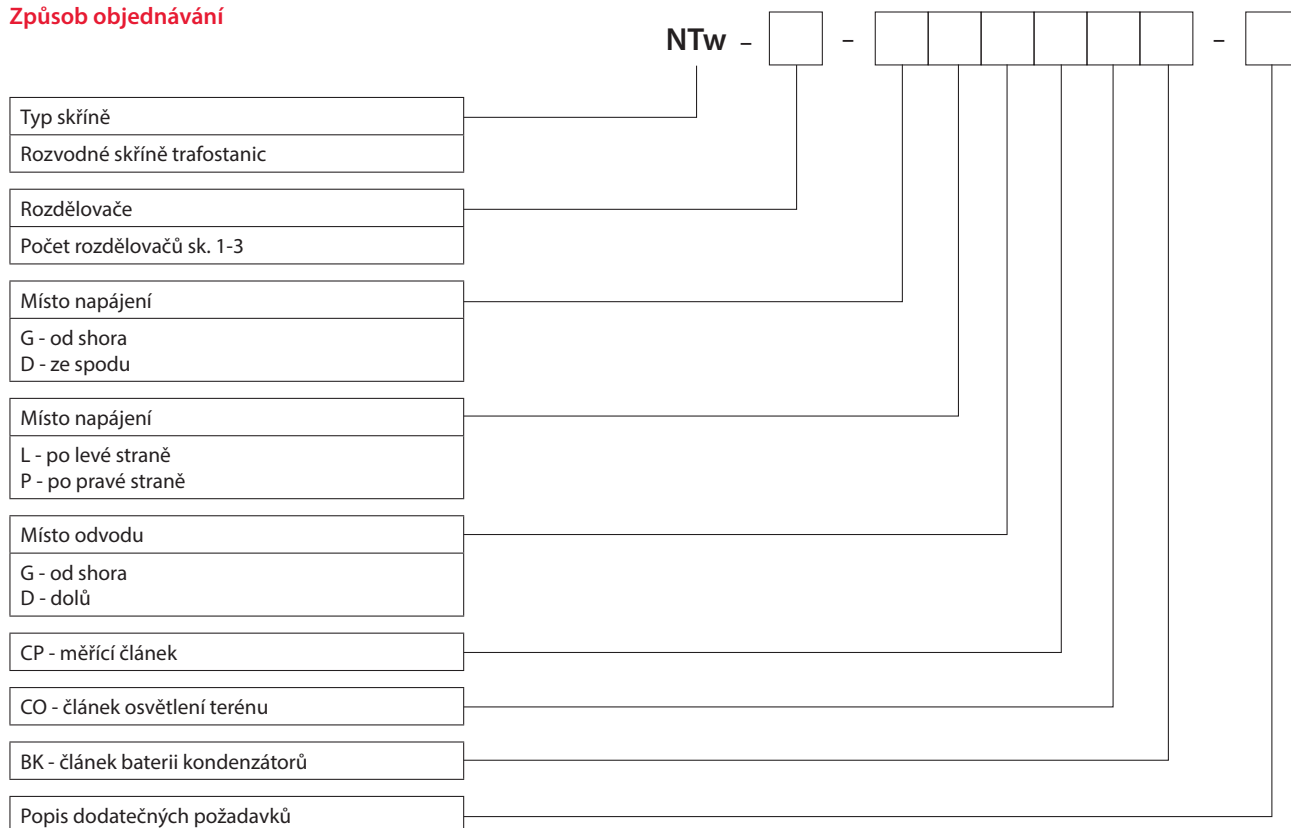 Způsob objednávání
NTw – –  –
Typ skříně
Rozvodné skříně trafostanic
Rozdělovače
Počet rozdělovačů sk. 1-3
Místo napájení
G - od shora
D - ze spodu
Místo napájení
L - po levé straně
P - po pravé straně
Místo odvodu
G - od shora
D - dolů
CP - měřící článek
CO - článek osvětlení terénu
BK - článek baterii kondenzátorů
Popis dodatečných požadavků